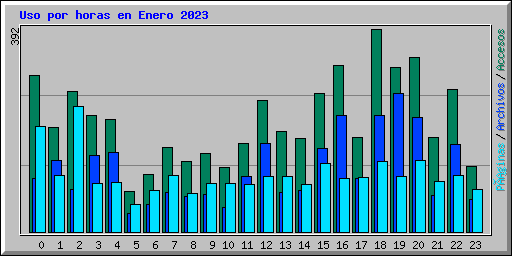 Uso por horas en Enero 2023
392
Páginas / Archivos / Accesos
0 1 2 3 4 5 6 7 8 9 10 11 12 13 14 15 16 17 18 19 20 21 22 23